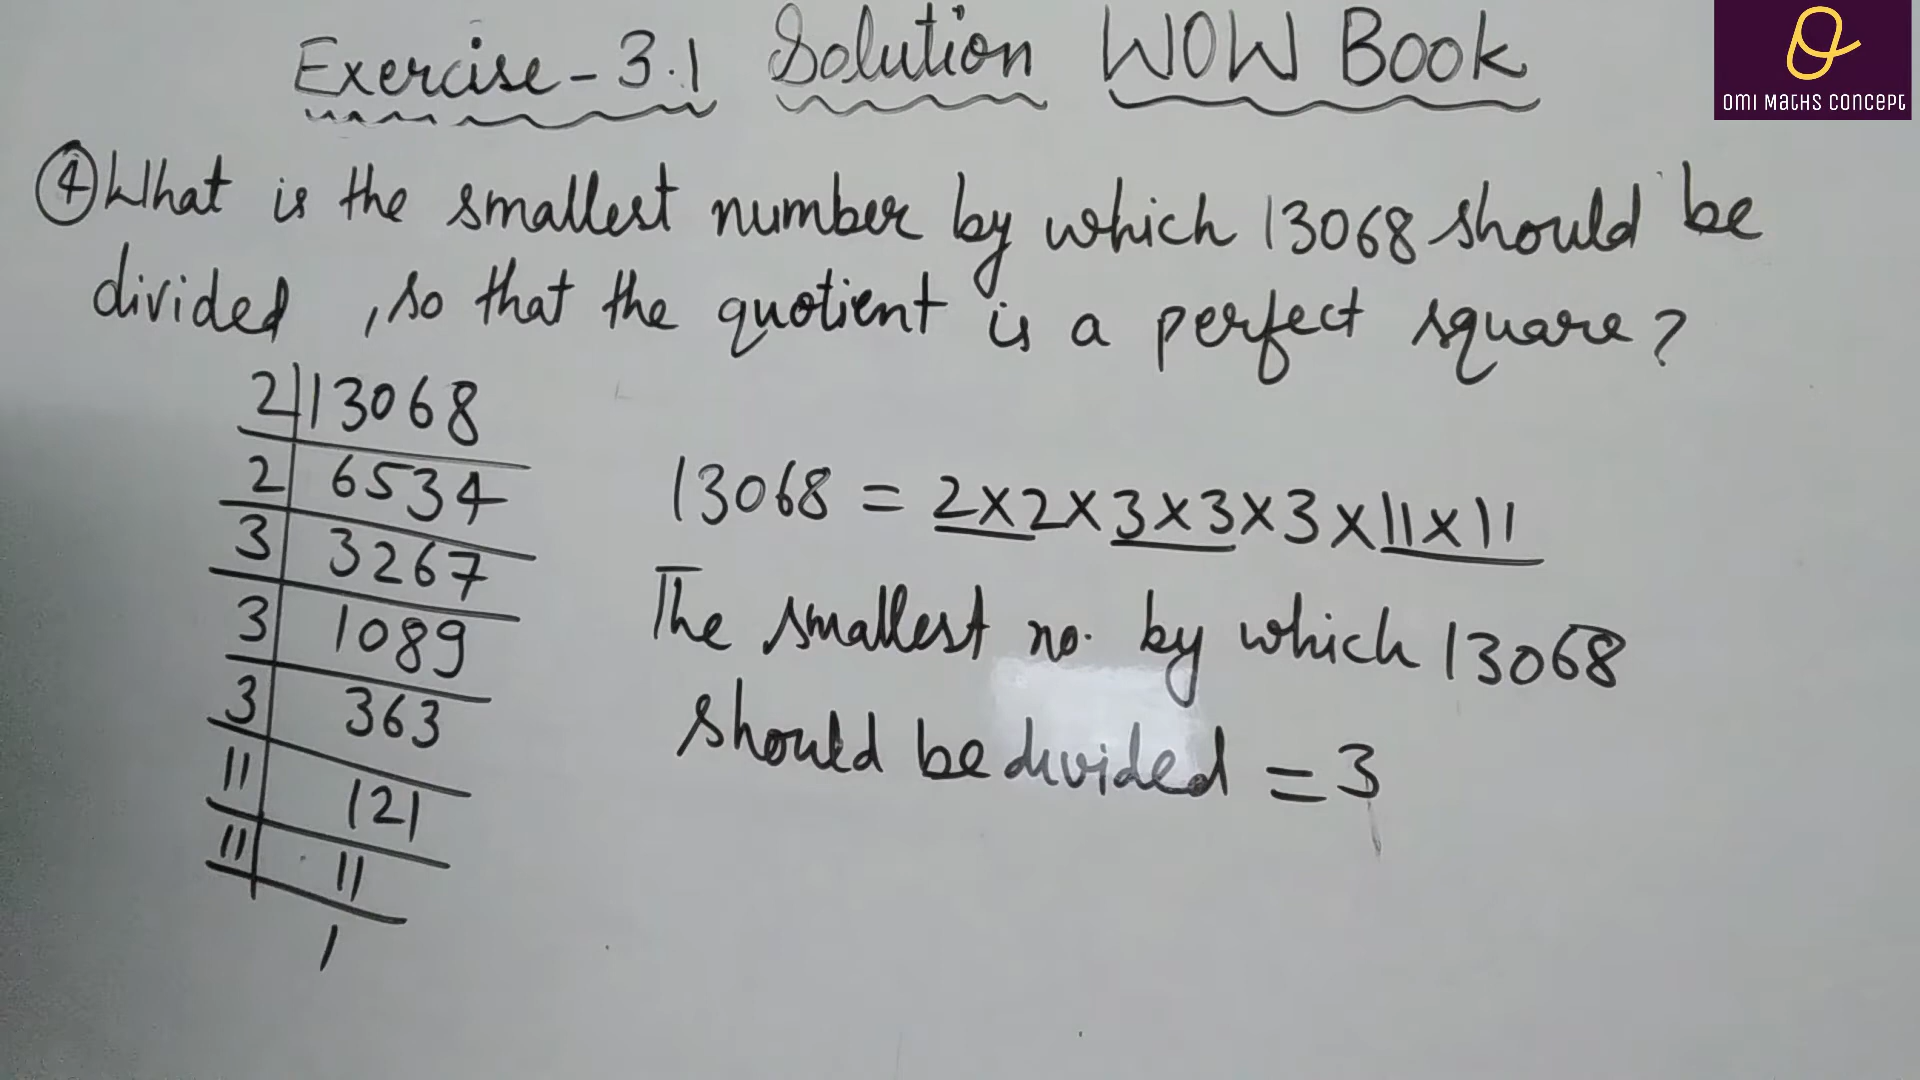 Exercise - 3.1 Solution WOW Book
OMI MATHS CONCEPT
④ What is the smallest number by which 13068 should be
divided, so that the quotient is a perfect square?
2 | 13068
2 | 6534
3 | 3267
3 | 1089
3 | 363
11 | 121
11 | 11
1
13068 = 2×2×3×3×3×11×11
The smallest no. by which 13068
should be divided = 3